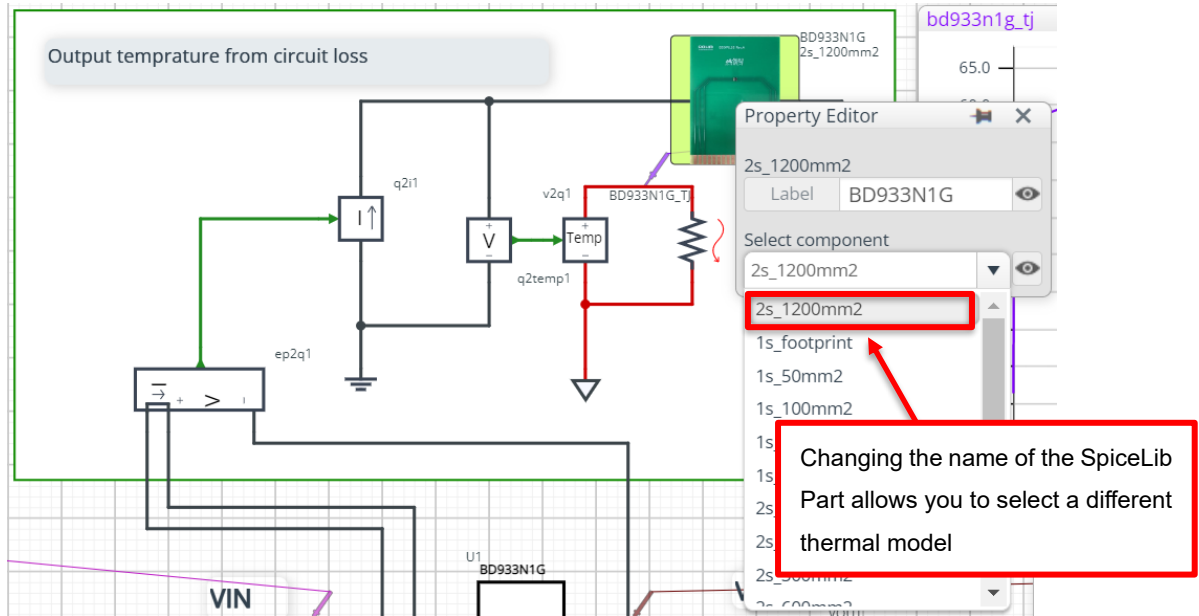 bd933n1g_tj
Output temprature from circuit loss
BD933N1G
2s_1200mm2
65.0
Property Editor
2s_1200mm2
Label
BD933N1G
q2i1
v2q1
BD933N1G_TJ
I
V
Temp
Select component
2s_1200mm2
q2temp1
2s_1200mm2
1s_footprint
ep2q1
1s_50mm2
1s_100mm2
Changing the name of the SpiceLib
Part allows you to select a different
thermal model
U1
BD933N1G
VIN